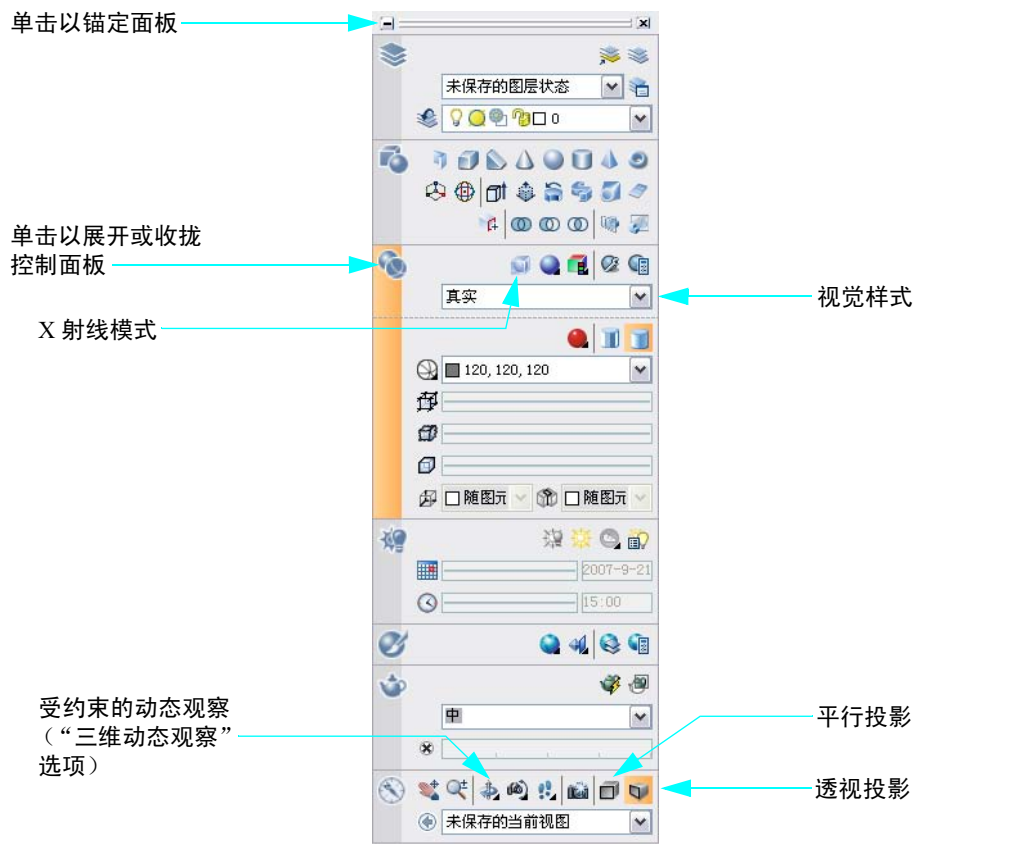 单击以锚定面板
未保存的图层状态
0
单击以展开或收拢
控制面板
真实
视觉样式
X 射线模式
120, 120, 120
随图元 随图元
2007-9-21
15:00
受约束的动态观察
（“三维动态观察”
选项）
中
平行投影
透视投影
未保存的当前视图